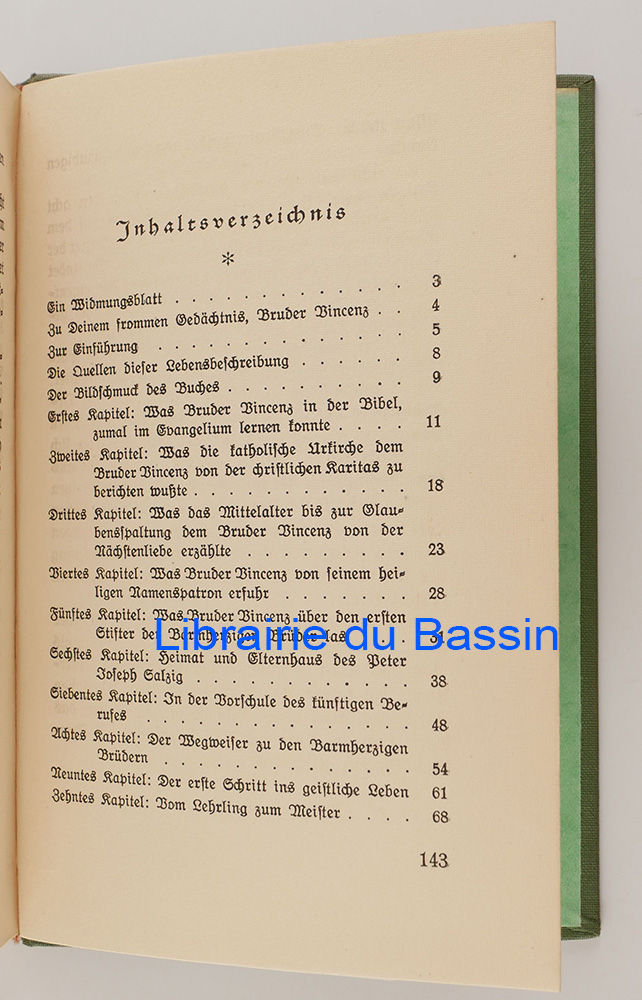 Inhaltsverzeichnis
*
Ein Widmungsblatt . . . . . . . . . . . . . 3
Zu Deinem frommen Gedächtnis, Bruder Vincenz . . 4
Zur Einführung . . . . . . . . . . . . . . 5
Die Quellen dieser Lebensbeschreibung . . . . . . 8
Der Bildschmuck des Buches . . . . . . . . . . 9
Erstes Kapitel: Was Bruder Vincenz in der Bibel,
zumal im Evangelium lernen konnte . . . . 11
Zweites Kapitel: Was die katholische Urkirche dem
Bruder Vincenz von der christlichen Karitas zu
berichten wußte . . . . . . . . . . . . 18
Drittes Kapitel: Was das Mittelalter bis zur Glau-
bensspaltung dem Bruder Vincenz von der
Nächstenliebe erzählte . . . . . . . . . 23
Viertes Kapitel: Was Bruder Vincenz von seinem hei-
ligen Namenspatron erfuhr . . . . . . . 28
Fünftes Kapitel: Was Bruder Vincenz über den ersten
Stifter der Barmherzigen Brüder las . . . 31
Librairie du Bassin
Sechstes Kapitel: Heimat und Elternhaus des Peter
Joseph Salzig . . . . . . . . . . . . 38
Siebentes Kapitel: In der Vorschule des künftigen Be-
rufes . . . . . . . . . . . . . . . 48
Achtes Kapitel: Der Wegweiser zu den Barmherzigen
Brüdern . . . . . . . . . . . . . . 54
Neuntes Kapitel: Der erste Schritt ins geistliche Leben 61
Zehntes Kapitel: Vom Lehrling zum Meister . . . . 68
143